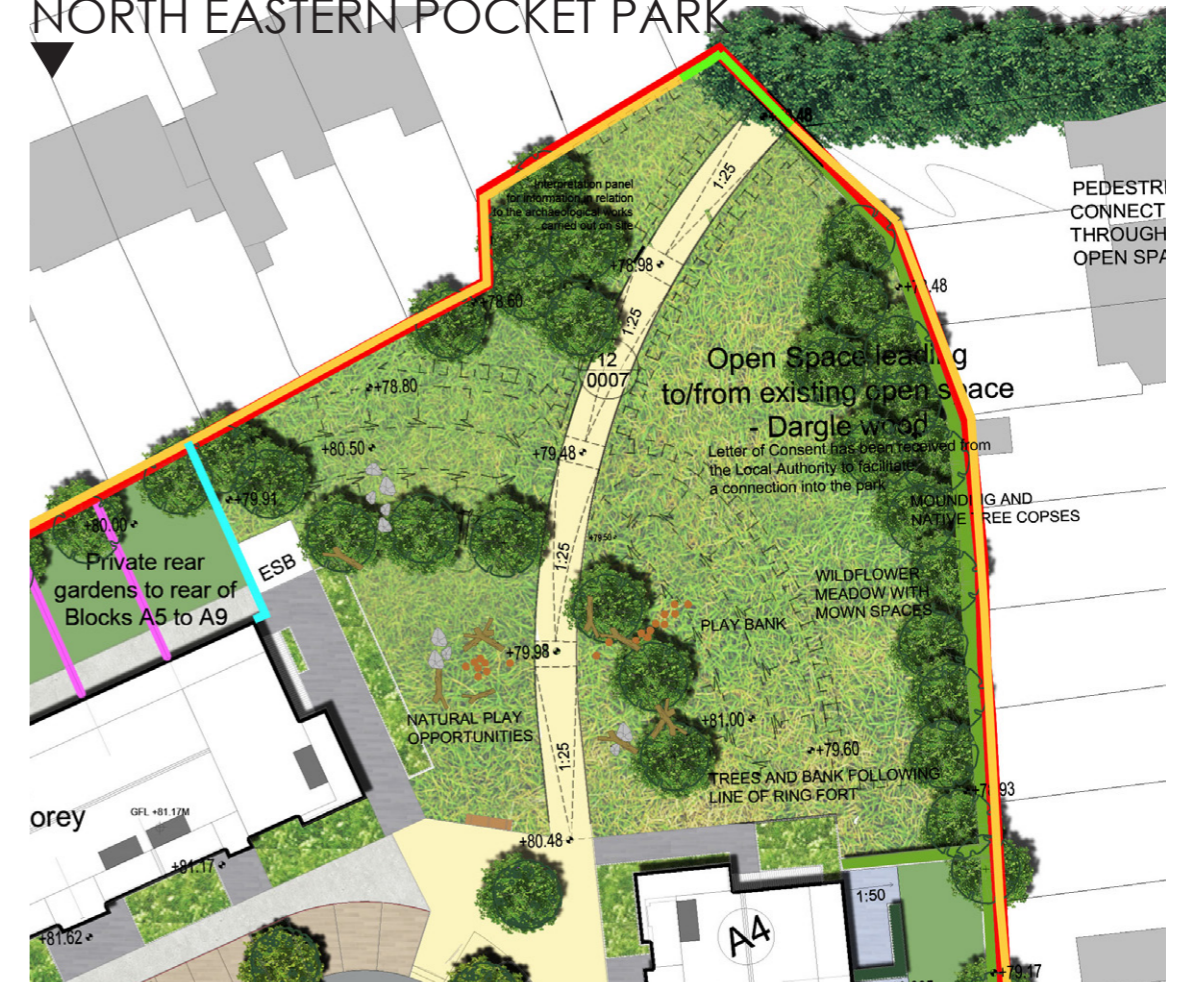 NORTH EASTERN POCKET PARK
1:25
Interpretation panel
for information in relation
to the archaeological works
carried out on site
PEDESTRI
CONNECT
THROUGH
OPEN SPA
+78.98
+78.60
1:25
12
0007
Open Space leading
to/from existing open space
- Dargle wood
Letter of Consent has been received from
the Local Authority to facilitate
a connection into the park
+78.80
+80.50
+79.48
+79.91
+80.00
MOUNDING AND
NATIVE TREE COPSES
+79.50
1:25
ESB
Private rear
gardens to rear of
Blocks A5 to A9
WILDFLOWER
MEADOW WITH
MOWN SPACES
PLAY BANK
+79.98
NATURAL PLAY
OPPORTUNITIES
+81.00
+79.60
1:25
TREES AND BANK FOLLOWING
LINE OF RING FORT
orey
GFL +81.17M
+80.48
+81.17
1:50
A4
+81.62
+79.17